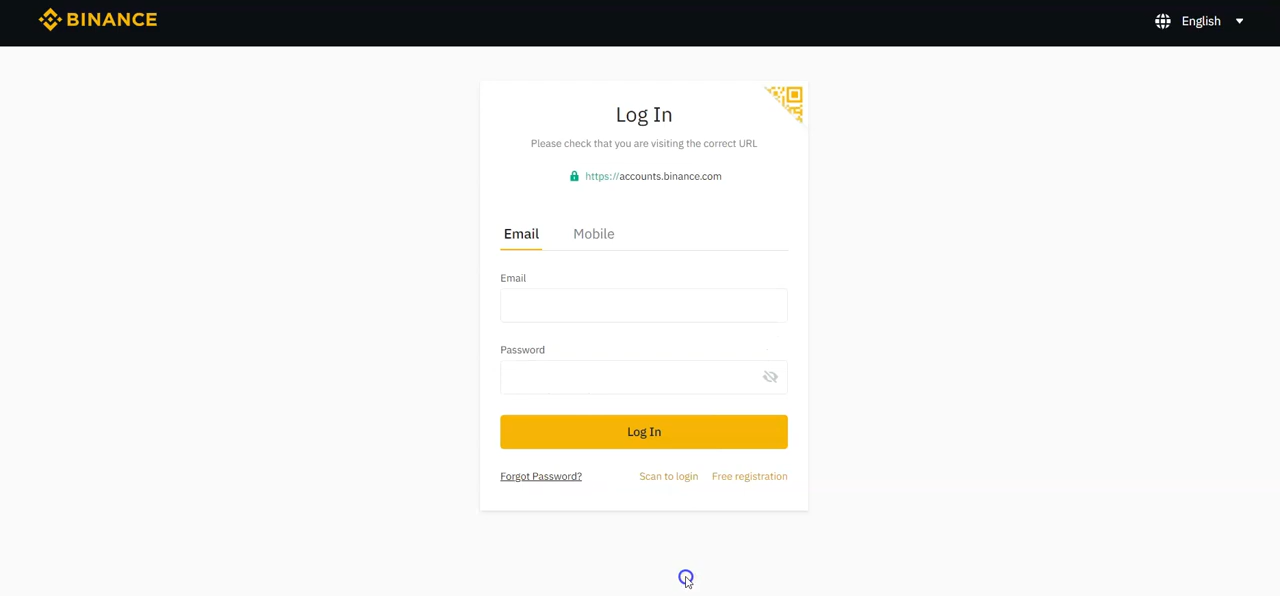 BINANCE
English
Log In
Please check that you are visiting the correct URL
https://accounts.binance.com
Email Mobile
Email
Password
Log In
Forgot Password? Scan to login Free registration